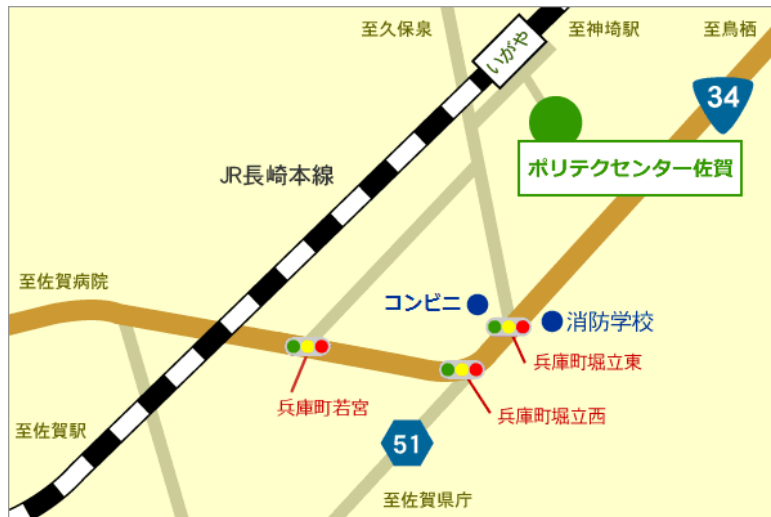 至久保泉
至神埼駅
至鳥栖
いがや
34
ポリテクセンター佐賀
JR長崎本線
至佐賀病院
コンビニ
消防学校
兵庫町堀立東
兵庫町若宮
兵庫町堀立西
至佐賀駅
51
至佐賀県庁